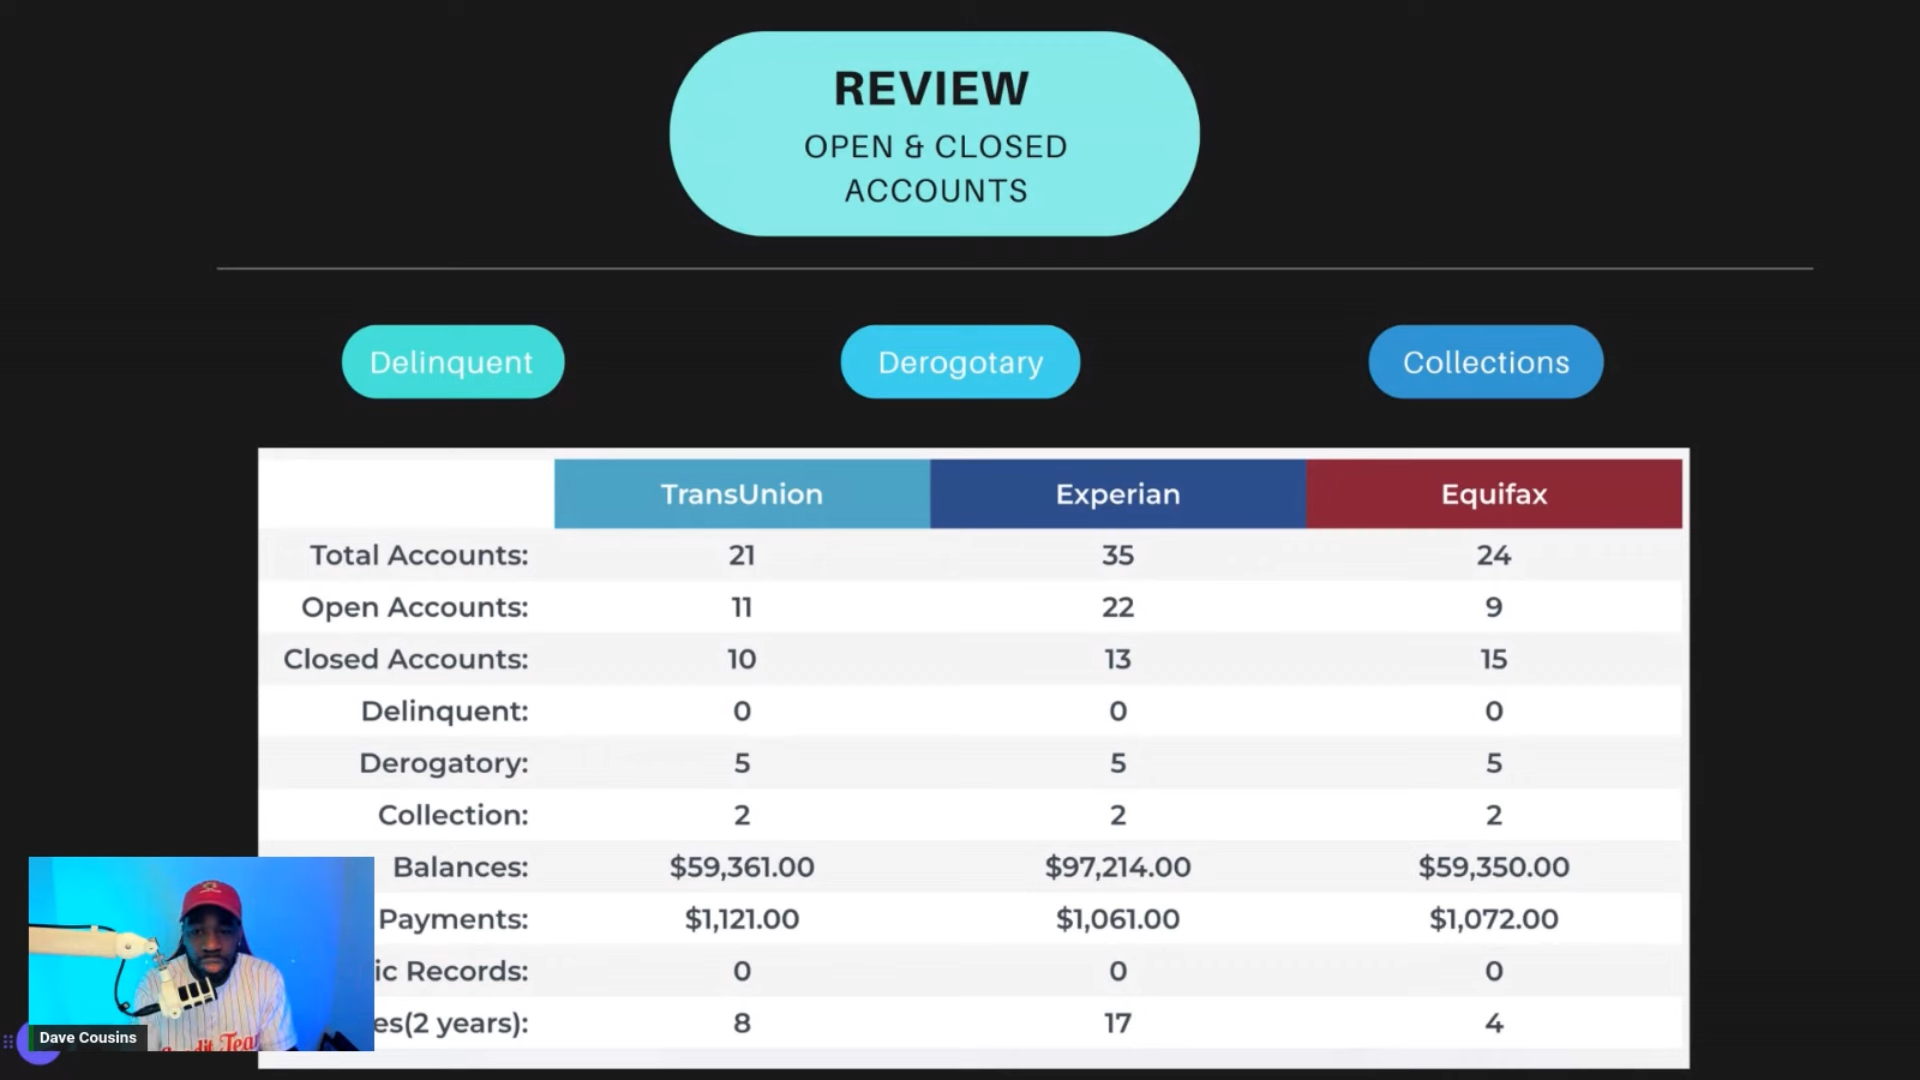 REVIEW
OPEN & CLOSED
ACCOUNTS
Delinquent Derogotary Collections
TransUnion Experian Equifax
Total Accounts: 21 35 24
Open Accounts: 11 22 9
Closed Accounts: 10 13 15
Delinquent: 0 0 0
Derogatory: 5 5 5
Collection: 2 2 2
Balances: $59,361.00 $97,214.00 $59,350.00
Payments: $1,121.00 $1,061.00 $1,072.00
ic Records: 0 0 0
es(2 years): 8 17 4
Dave Cousins